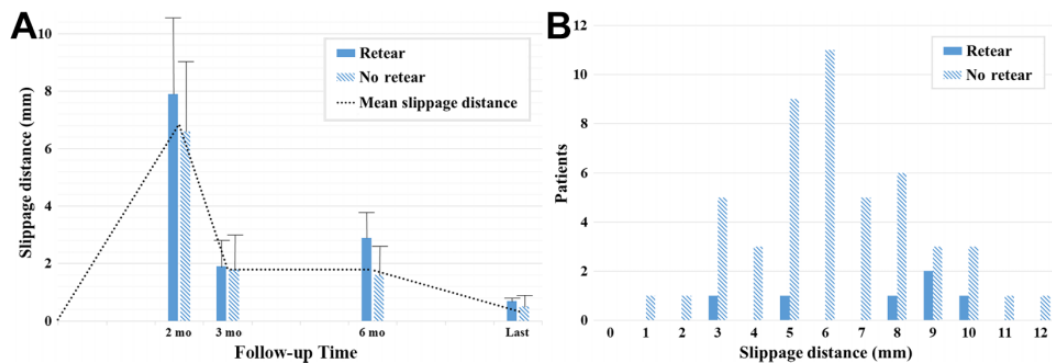 A
Slippage distance (mm)
10
8
6
4
2
0
Retear
No retear
Mean slippage distance
2 mo
3 mo
6 mo
Last
Follow-up Time
B
Patients
12
10
8
6
4
2
0
Retear
No retear
0 1 2 3 4 5 6 7 8 9 10 11 12
Slippage distance (mm)